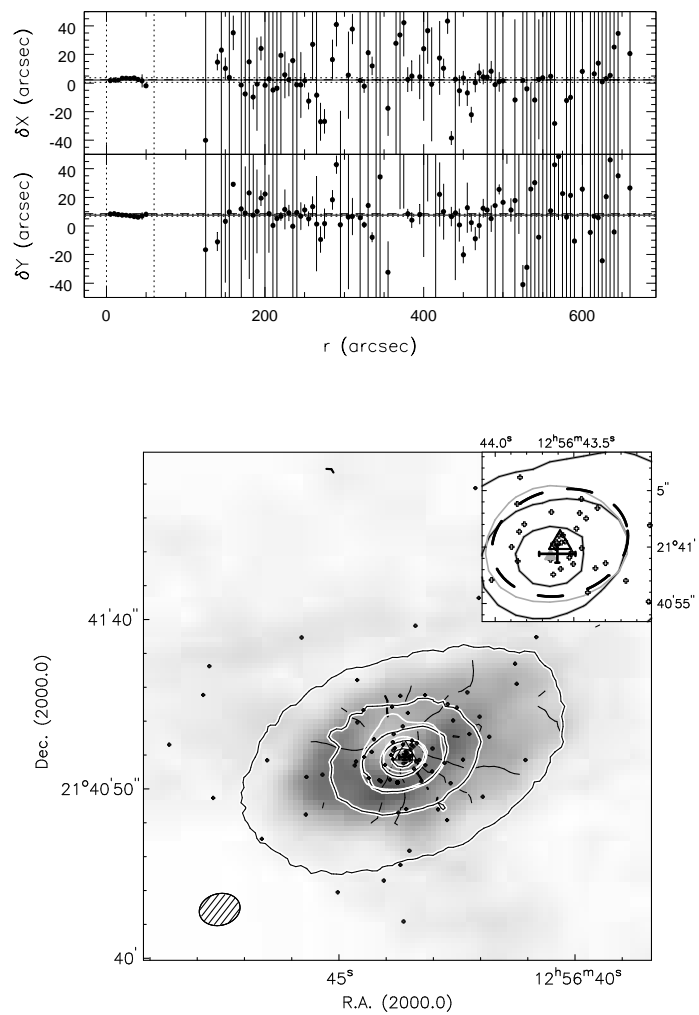 40
20
0
−20
−40
δX (arcsec)
40
20
0
−20
−40
δY (arcsec)
0 200 400 600
r (arcsec)
44.0ˢ 12ʰ56ᵐ43.5ˢ
5"
21°41'
40'55"
41'40"
21°40'50"
40'
Dec. (2000.0)
45ˢ 12ʰ56ᵐ40ˢ
R.A. (2000.0)